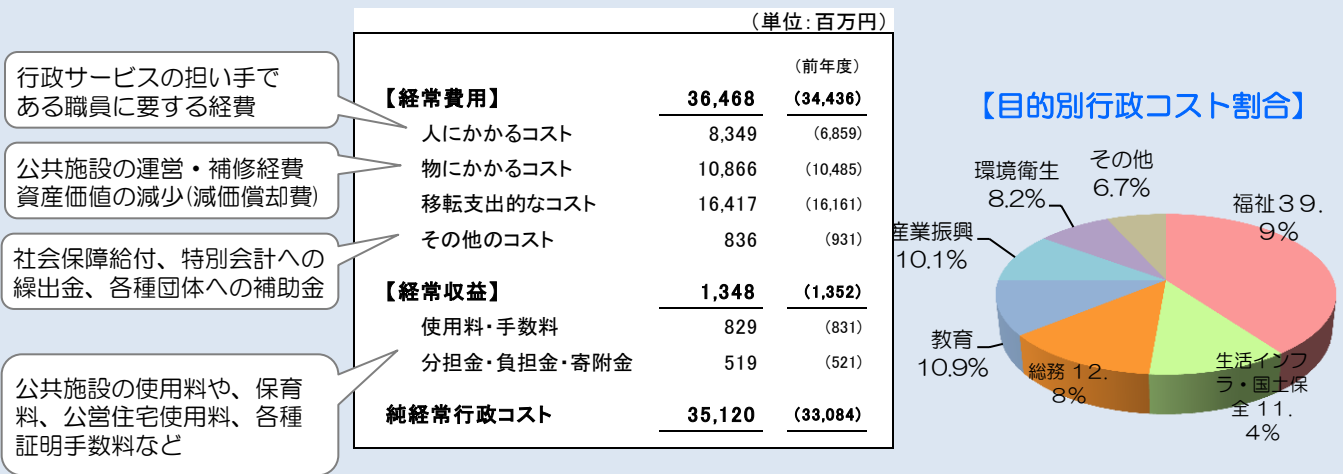 （単位：百万円）
（前年度）
【経常費用】 36,468 (34,436)
人にかかるコスト 8,349 (6,859)
物にかかるコスト 10,866 (10,485)
移転支出的なコスト 16,417 (16,161)
その他のコスト 836 (931)
【経常収益】 1,348 (1,352)
使用料・手数料 829 (831)
分担金・負担金・寄附金 519 (521)
純経常行政コスト 35,120 (33,084)
行政サービスの担い手で
ある職員に要する経費
公共施設の運営・補修経費
資産価値の減少(減価償却費)
社会保障給付、特別会計への
繰出金、各種団体への補助金
公共施設の使用料や、保育
料、公営住宅使用料、各種
証明手数料など
【目的別行政コスト割合】
福祉３９．
９％
生活インフ
ラ・国土保
全１１．
４％
総務１２．
８％
教育
１０．９％
産業振興
１０．１％
環境衛生
８．２％
その他
６．７％